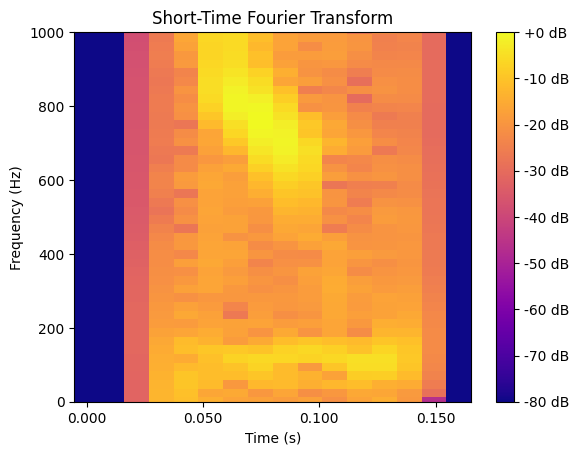 Short-Time Fourier Transform
1000
800
600
400
200
0
Frequency (Hz)
0.000
0.050
0.100
0.150
Time (s)
+0 dB
-10 dB
-20 dB
-30 dB
-40 dB
-50 dB
-60 dB
-70 dB
-80 dB